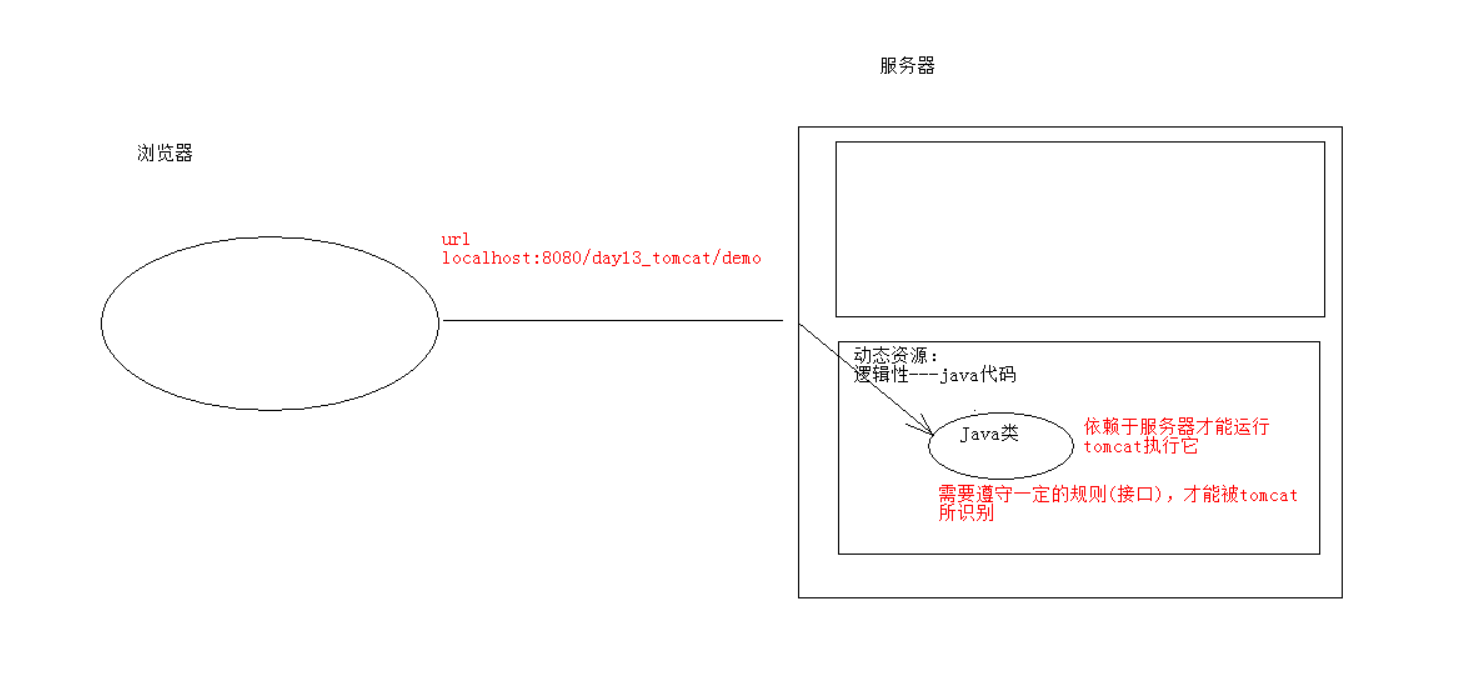 服务器
浏览器
url
localhost:8080/day13_tomcat/demo
动态资源：
逻辑性---java代码
Java类
依赖于服务器才能运行
tomcat执行它
需要遵守一定的规则(接口)，才能被tomcat
所识别